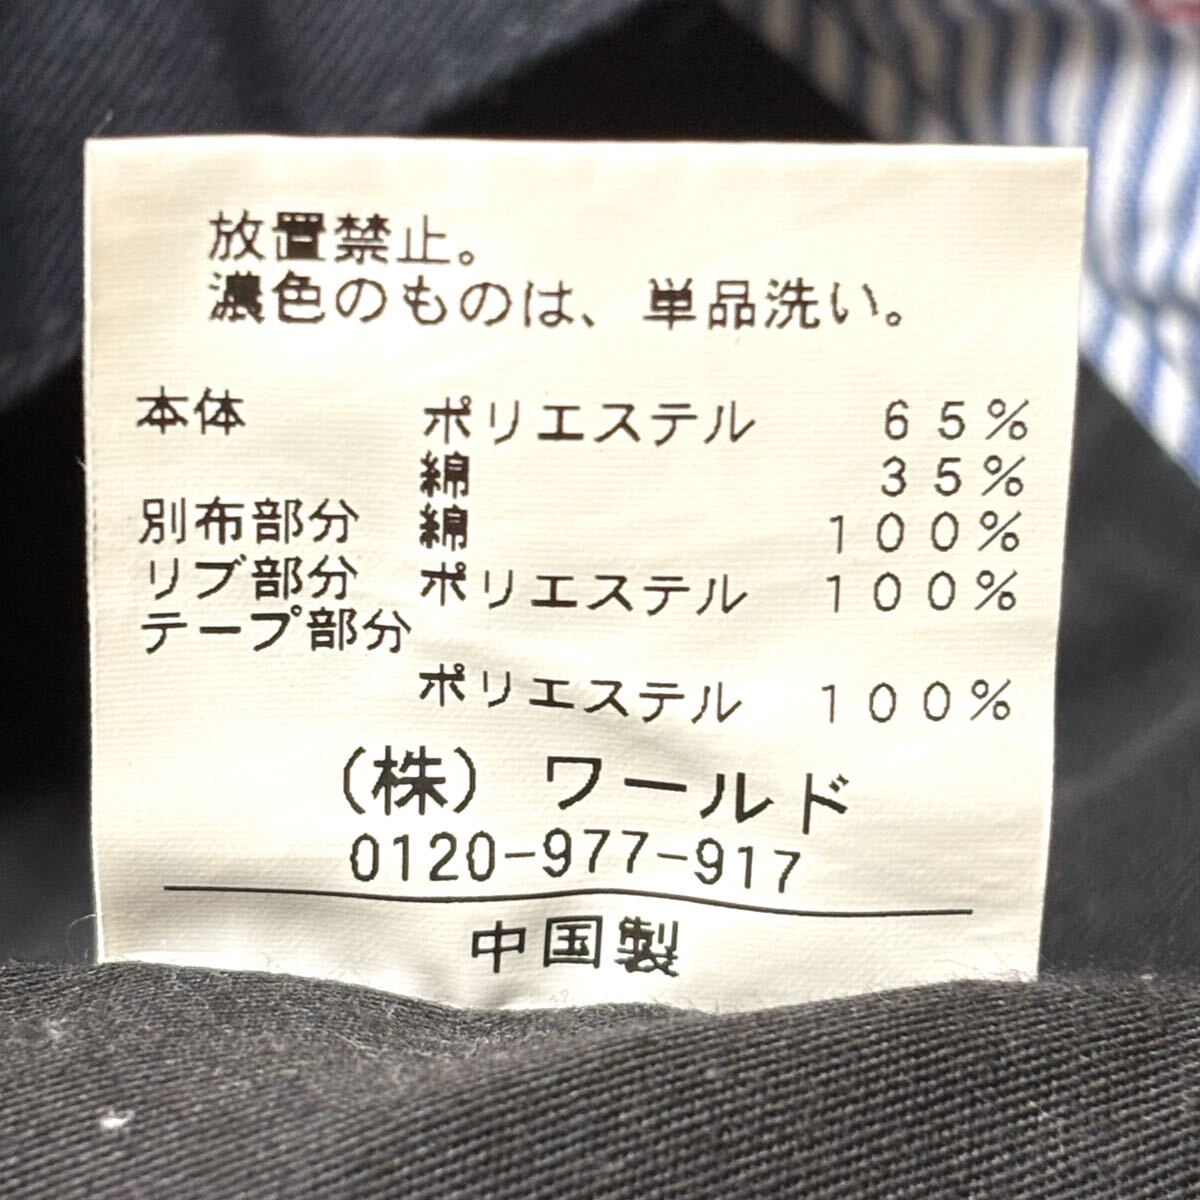 放置禁止。
濃色のものは、単品洗い。
本体 ポリエステル 65%
綿 35%
別布部分 綿 100%
リブ部分 ポリエステル 100%
テープ部分
ポリエステル 100%
(株) ワールド
0120-977-917
中国製